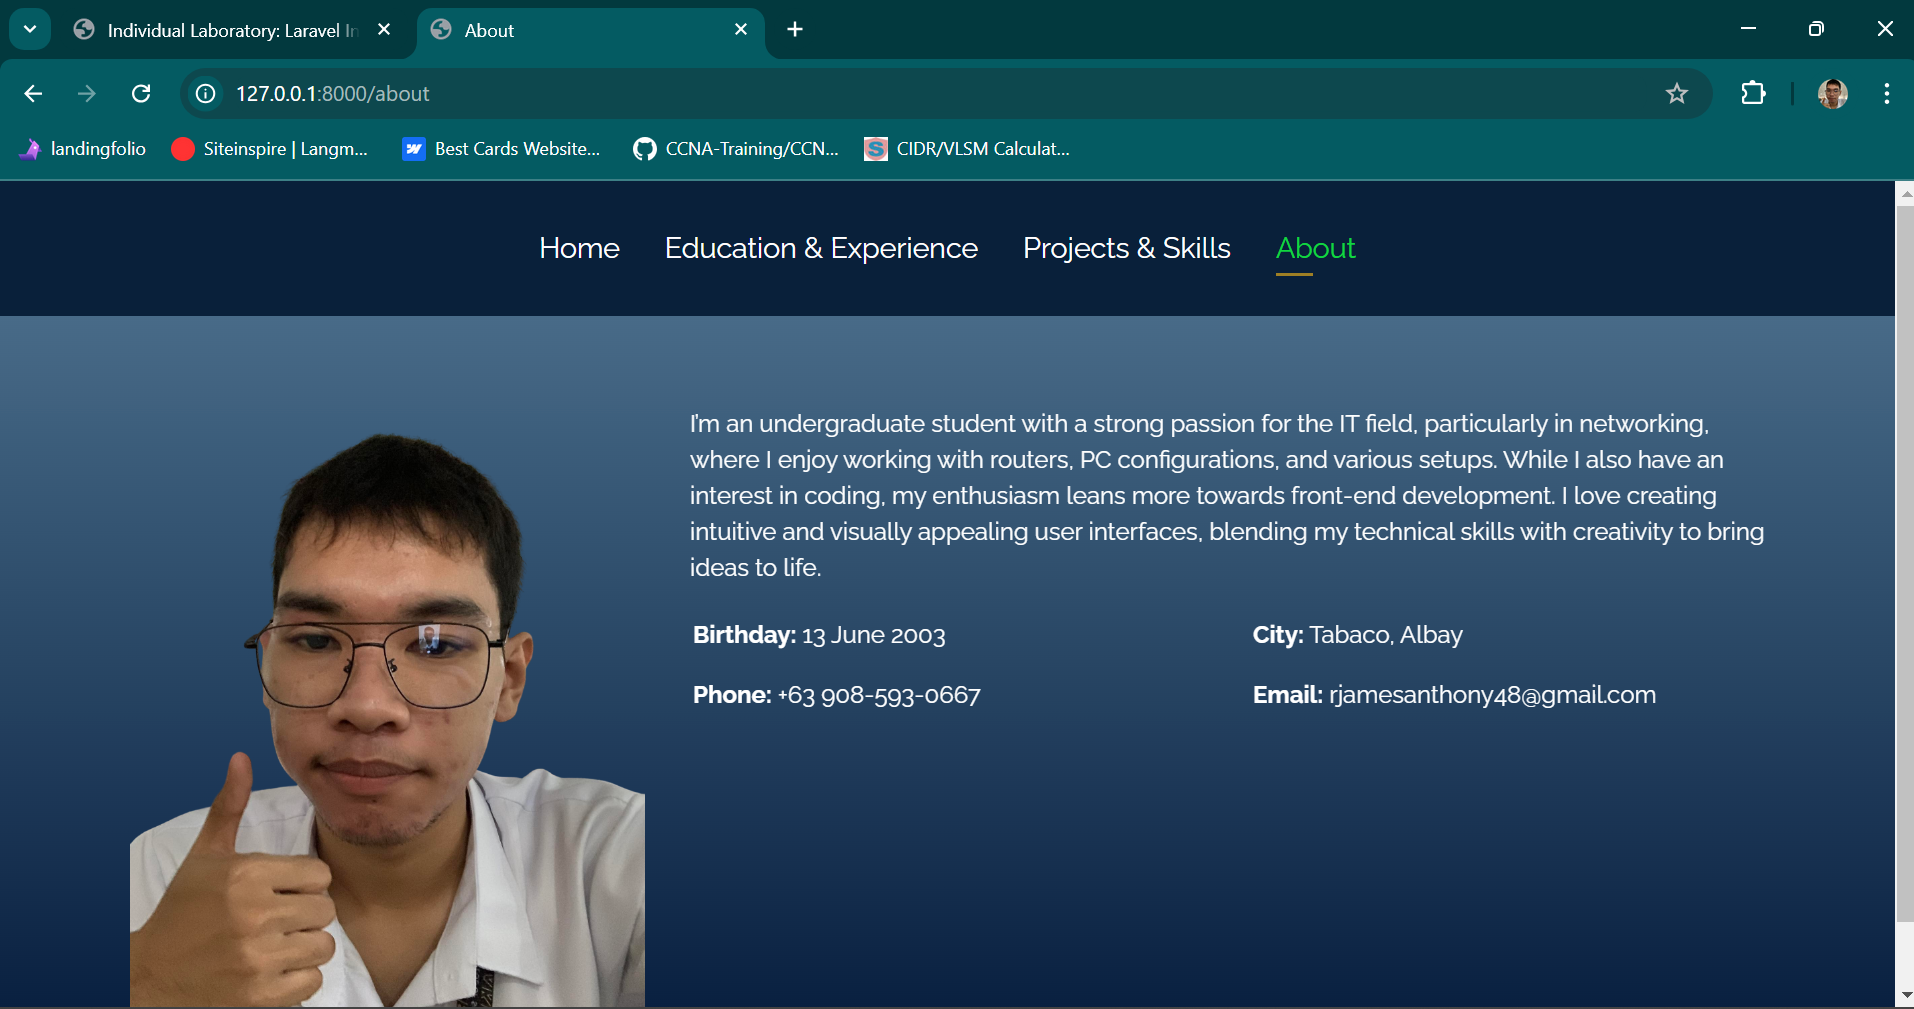 Individual Laboratory: Laravel In
About
127.0.0.1:8000/about
landingfolio
Siteinspire | Langm...
Best Cards Website...
CCNA-Training/CCN...
S
CIDR/VLSM Calculat...
Home
Education & Experience
Projects & Skills
About
I'm an undergraduate student with a strong passion for the IT field, particularly in networking,
where I enjoy working with routers, PC configurations, and various setups. While I also have an
interest in coding, my enthusiasm leans more towards front-end development. I love creating
intuitive and visually appealing user interfaces, blending my technical skills with creativity to bring
ideas to life.
Birthday: 13 June 2003
City: Tabaco, Albay
Phone: +63 908-593-0667
Email: rjamesanthony48@gmail.com